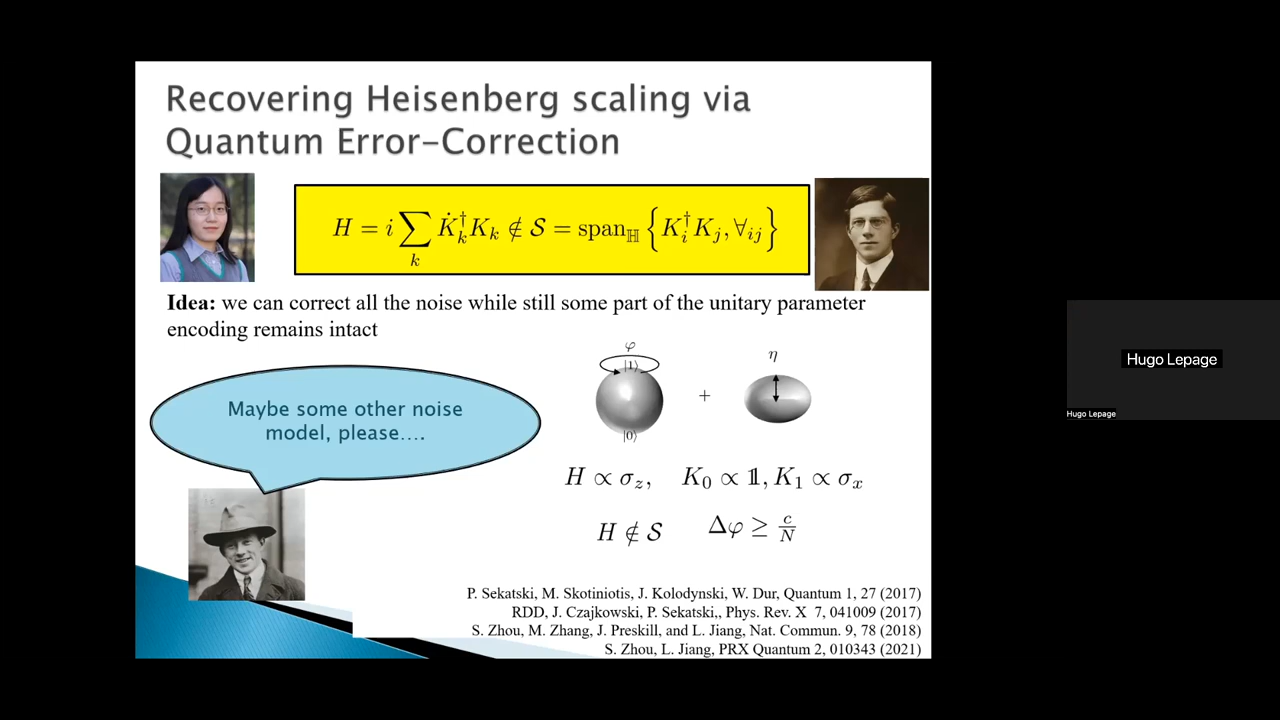 Recovering Heisenberg scaling via
Quantum Error-Correction
H = i ∑_k K̇_k^† K_k ∉ 𝒮 = span_ℍ {K_i^† K_j, ∀_{ij}}
Idea: we can correct all the noise while still some part of the unitary parameter
encoding remains intact
φ
|1⟩
|0⟩
+
η
Maybe some other noise
model, please….
H ∝ σ_z, K_0 ∝ 𝟙, K_1 ∝ σ_x
H ∉ 𝒮 Δφ ≥ c/N
P. Sekatski, M. Skotiniotis, J. Kolodynski, W. Dur, Quantum 1, 27 (2017)
RDD, J. Czajkowski, P. Sekatski,, Phys. Rev. X 7, 041009 (2017)
S. Zhou, M. Zhang, J. Preskill, and L. Jiang, Nat. Commun. 9, 78 (2018)
S. Zhou, L. Jiang, PRX Quantum 2, 010343 (2021)
Hugo Lepage
Hugo Lepage